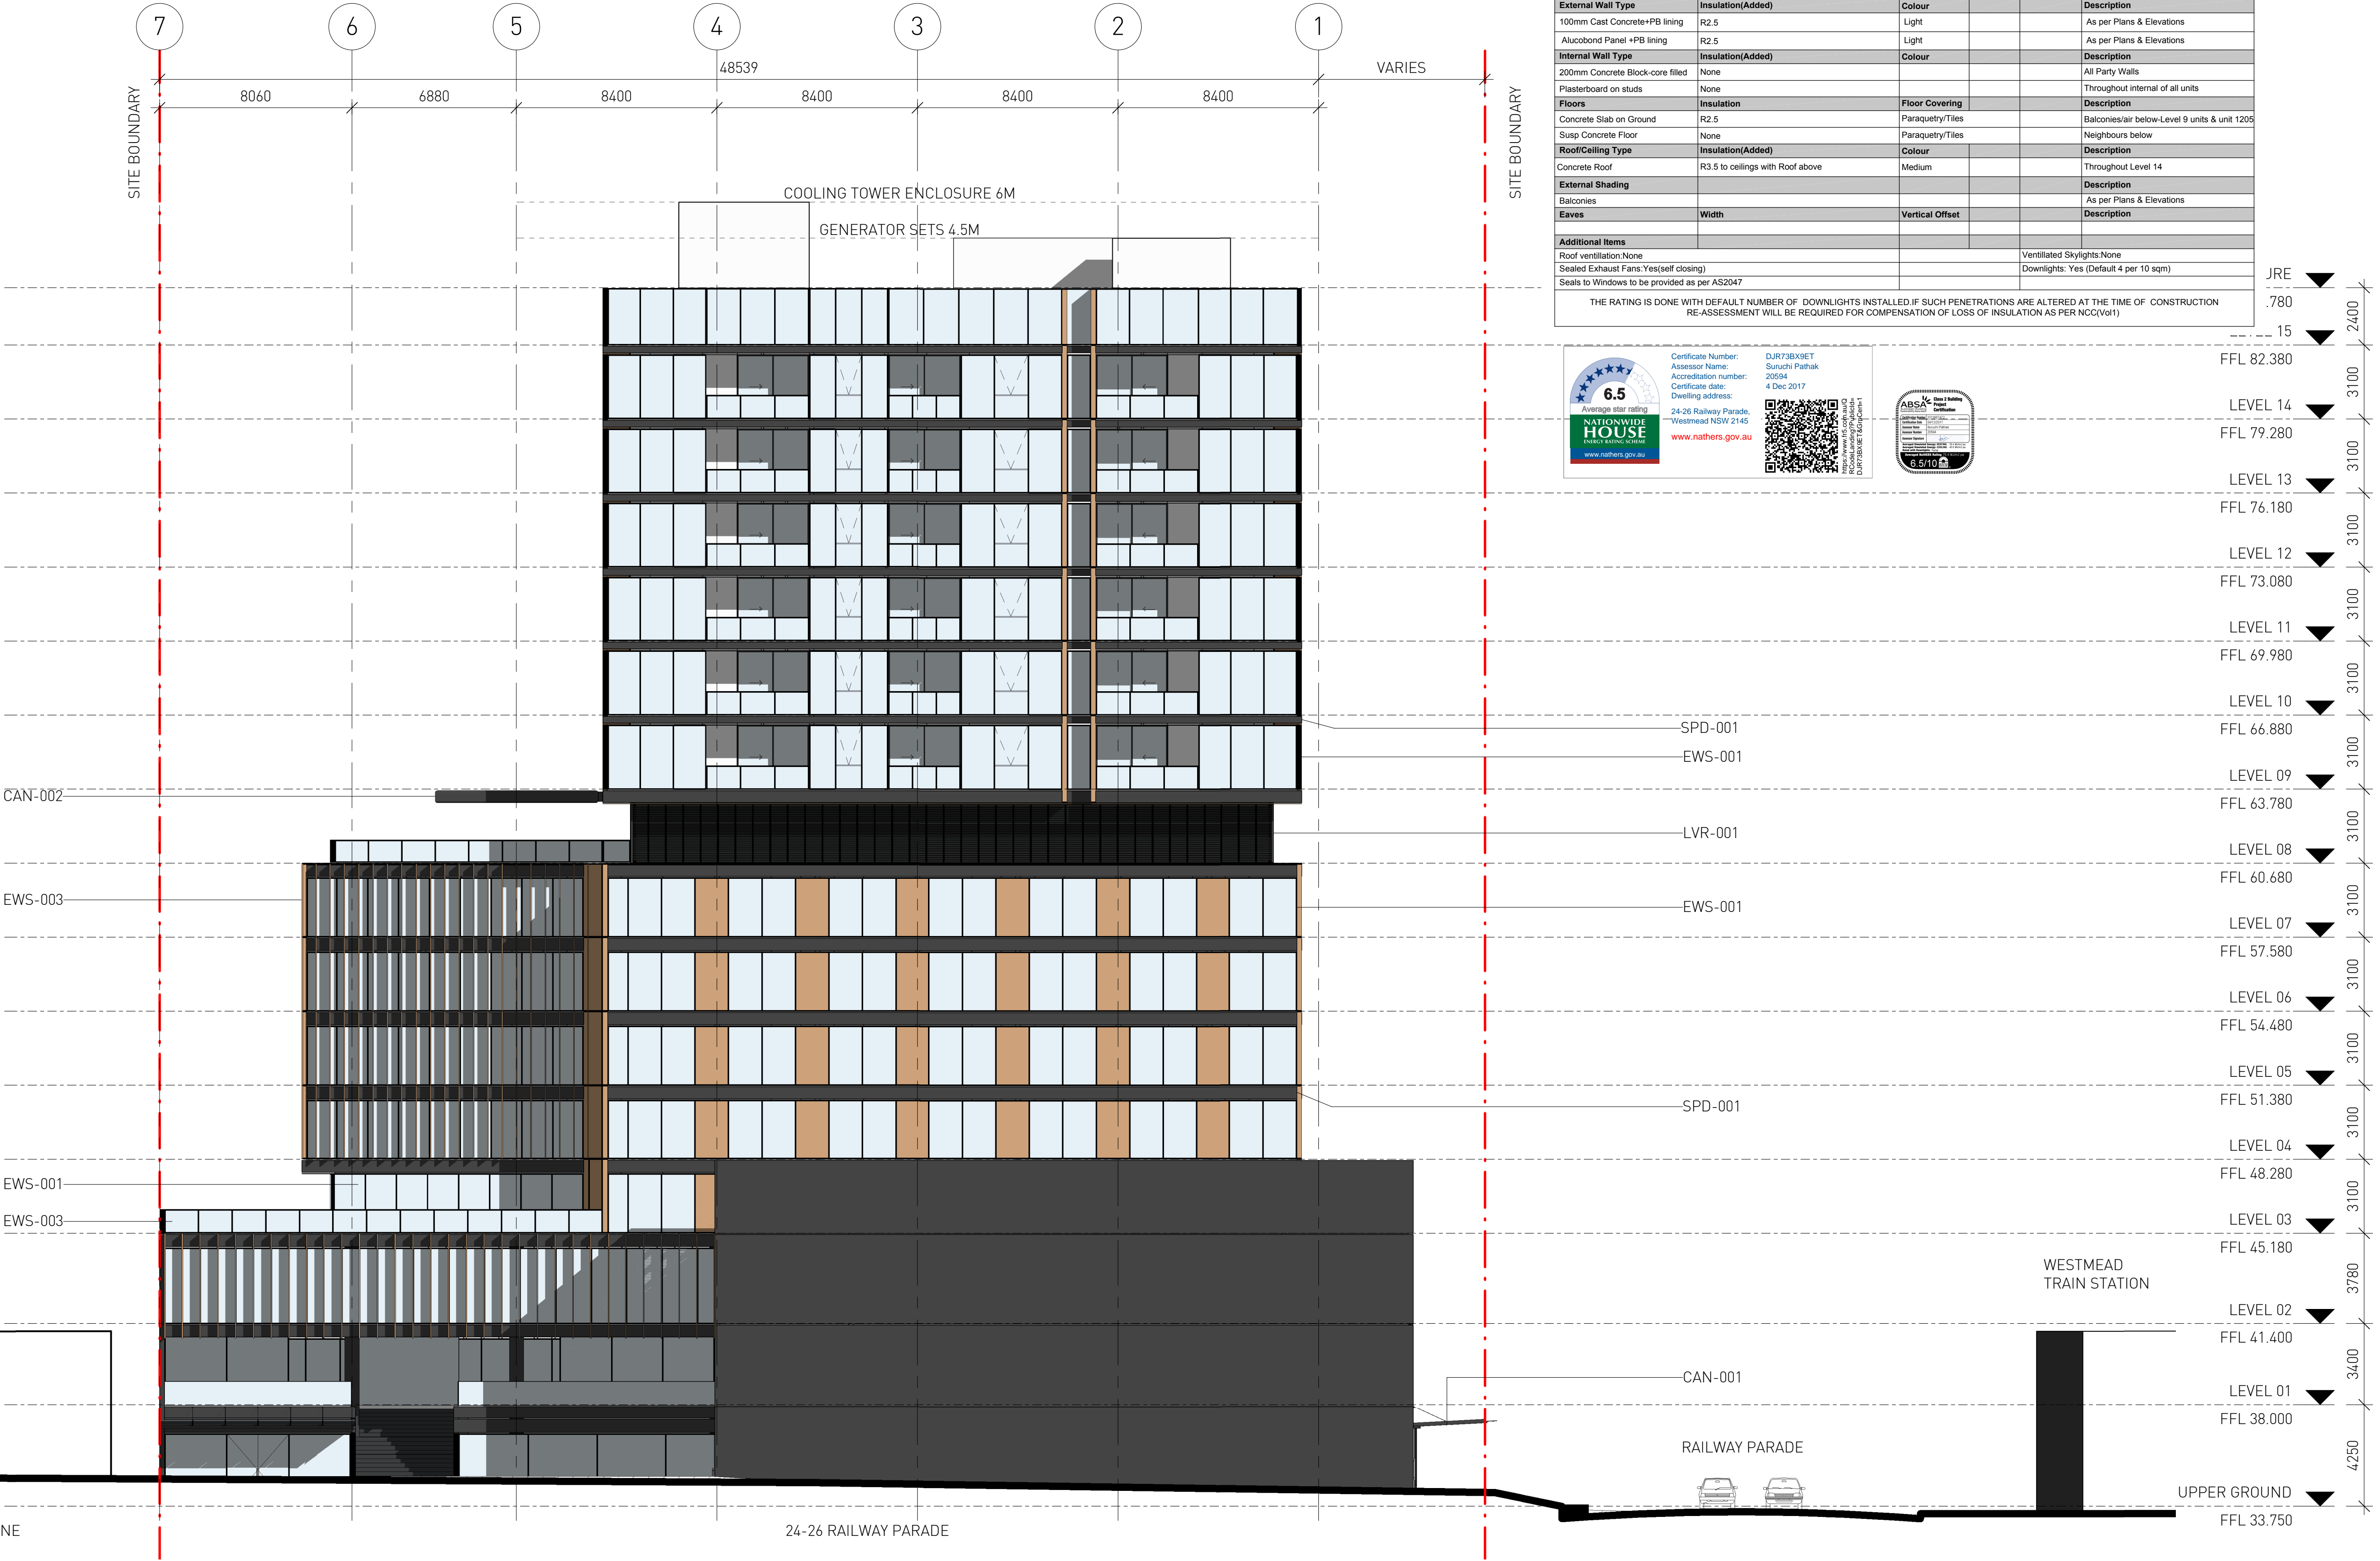 7 6 5 4 3 2 1
48539 VARIES
8060 6880 8400 8400 8400 8400
SITE BOUNDARY
SITE BOUNDARY
COOLING TOWER ENCLOSURE 6M
GENERATOR SETS 4.5M
External Wall Type Insulation(Added) Colour Description
100mm Cast Concrete+PB lining R2.5 Light As per Plans & Elevations
Alucobond Panel +PB lining R2.5 Light As per Plans & Elevations
Internal Wall Type Insulation(Added) Colour Description
200mm Concrete Block-core filled None All Party Walls
Plasterboard on studs None Throughout internal of all units
Floors Insulation Floor Covering Description
Concrete Slab on Ground R2.5 Paraquetry/Tiles Balconies/air below-Level 9 units & unit 1205
Susp Concrete Floor None Paraquetry/Tiles Neighbours below
Roof/Ceiling Type Insulation(Added) Colour Description
Concrete Roof R3.5 to ceilings with Roof above Medium Throughout Level 14
External Shading Description
Balconies As per Plans & Elevations
Eaves Width Vertical Offset Description
Additional Items
Roof ventillation:None Ventillated Skylights:None
Sealed Exhaust Fans:Yes(self closing) Downlights: Yes (Default 4 per 10 sqm)
Seals to Windows to be provided as per AS2047
THE RATING IS DONE WITH DEFAULT NUMBER OF DOWNLIGHTS INSTALLED.IF SUCH PENETRATIONS ARE ALTERED AT THE TIME OF CONSTRUCTION
RE-ASSESSMENT WILL BE REQUIRED FOR COMPENSATION OF LOSS OF INSULATION AS PER NCC(Vol1)
6.5
Average star rating
NATIONWIDE
HOUSE
ENERGY RATING SCHEME
www.nathers.gov.au
Certificate Number: DJR73BX9ET
Assessor Name: Suruchi Pathak
Accreditation number: 20594
Certificate date: 4 Dec 2017
Dwelling address:
24-26 Railway Parade,
Westmead NSW 2145
www.nathers.gov.au
https://www.fr5.com.au/Q
RCodeLanding?PublicId=
DJR73BX9ET&GrpCert=1
ABSA
Class 2 Building
Project
Certification
6.5/10
URE
.780
15
FFL 82.380
LEVEL 14
FFL 79.280
LEVEL 13
FFL 76.180
LEVEL 12
FFL 73.080
LEVEL 11
FFL 69.980
LEVEL 10
FFL 66.880
LEVEL 09
FFL 63.780
LEVEL 08
FFL 60.680
LEVEL 07
FFL 57.580
LEVEL 06
FFL 54.480
LEVEL 05
FFL 51.380
LEVEL 04
FFL 48.280
LEVEL 03
FFL 45.180
LEVEL 02
FFL 41.400
LEVEL 01
FFL 38.000
UPPER GROUND
FFL 33.750
2400
3100
3100
3100
3100
3100
3100
3100
3100
3100
3100
3100
3100
3780
3400
4250
CAN-002
EWS-003
EWS-001
EWS-003
SPD-001
EWS-001
LVR-001
EWS-001
SPD-001
CAN-001
WESTMEAD
TRAIN STATION
RAILWAY PARADE
NE
24-26 RAILWAY PARADE